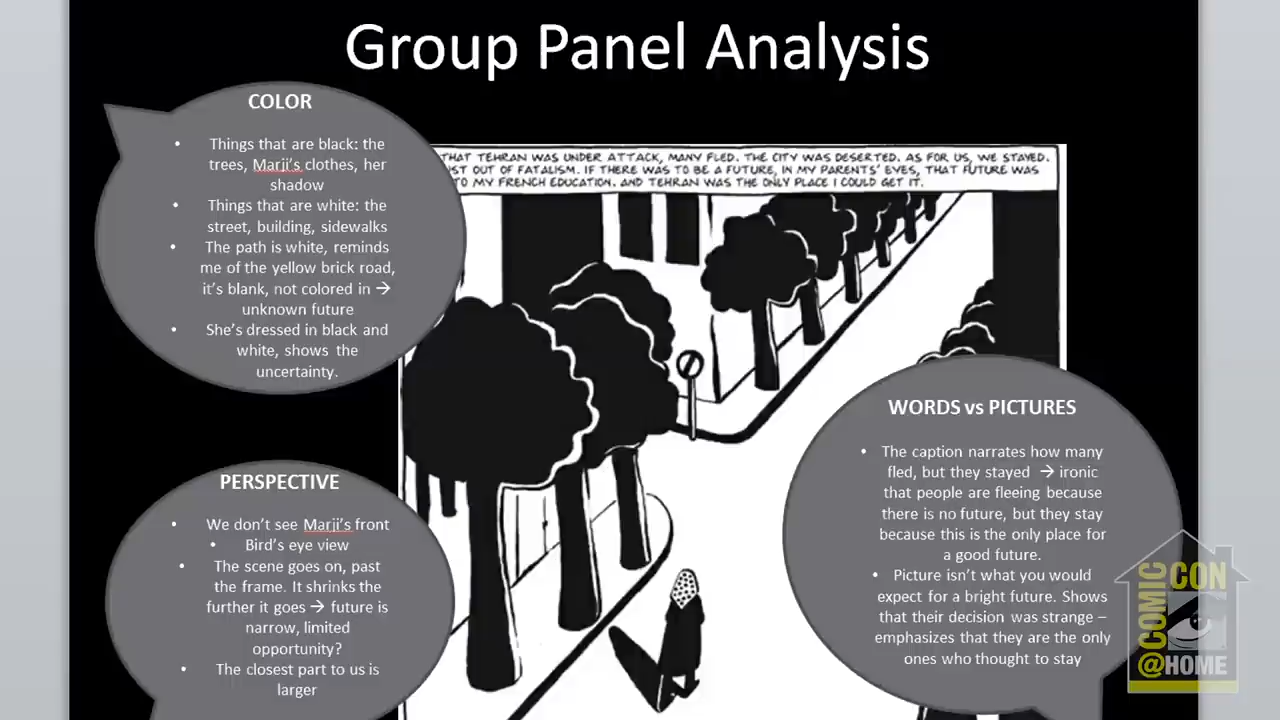 Group Panel Analysis
COLOR
• Things that are black: the
trees, Marji's clothes, her
shadow
• Things that are white: the
street, building, sidewalks
• The path is white, reminds
me of the yellow brick road,
it's blank, not colored in →
unknown future
• She's dressed in black and
white, shows the
uncertainty.
THAT TEHRAN WAS UNDER ATTACK, MANY FLED. THE CITY WAS DESERTED. AS FOR US, WE STAYED.
OUT OF FATALISM. IF THERE WAS TO BE A FUTURE, IN MY PARENTS' EYES, THAT FUTURE WAS
TO MY FRENCH EDUCATION. AND TEHRAN WAS THE ONLY PLACE I COULD GET IT.
PERSPECTIVE
• We don't see Marji's front
• Bird's eye view
• The scene goes on, past
the frame. It shrinks the
further it goes → future is
narrow, limited
opportunity?
• The closest part to us is
larger
WORDS vs PICTURES
• The caption narrates how many
fled, but they stayed → ironic
that people are fleeing because
there is no future, but they stay
because this is the only place for
a good future.
• Picture isn't what you would
expect for a bright future. Shows
that their decision was strange –
emphasizes that they are the only
ones who thought to stay
COMIC
CON
@HOME